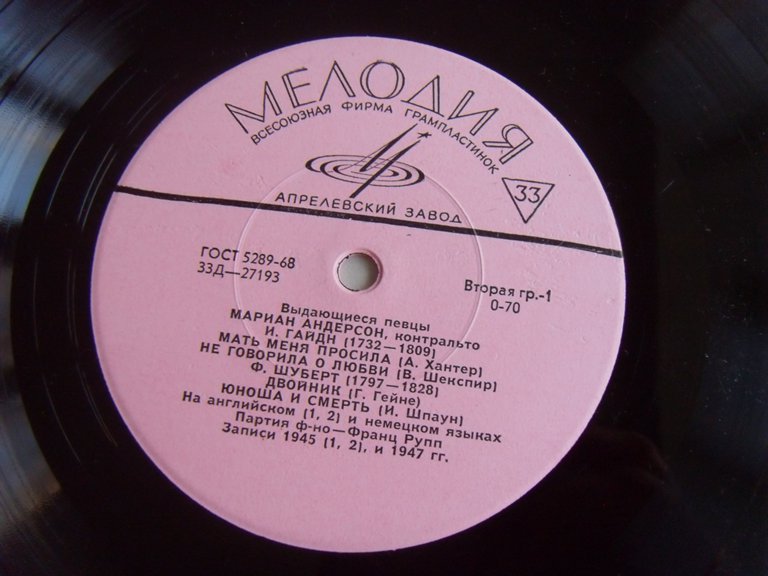 МЕЛОДИЯ
ВСЕСОЮЗНАЯ ФИРМА ГРАМПЛАСТИНОК
33
АПРЕЛЕВСКИЙ ЗАВОД
ГОСТ 5289-68
33Д—27193
Вторая гр.-1
0-70
Выдающиеся певцы
МАРИАН АНДЕРСОН, контральто
И. ГАЙДН (1732—1809)
МАТЬ МЕНЯ ПРОСИЛА (А. Хантер)
НЕ ГОВОРИЛА О ЛЮБВИ (В. Шекспир)
Ф. ШУБЕРТ (1797—1828)
ДВОЙНИК (Г. Гейне)
ЮНОША И СМЕРТЬ (И. Шпаун)
На английском (1, 2) и немецком языках
Партия ф-но—Франц Рупп
Записи 1945 (1, 2), и 1947 гг.